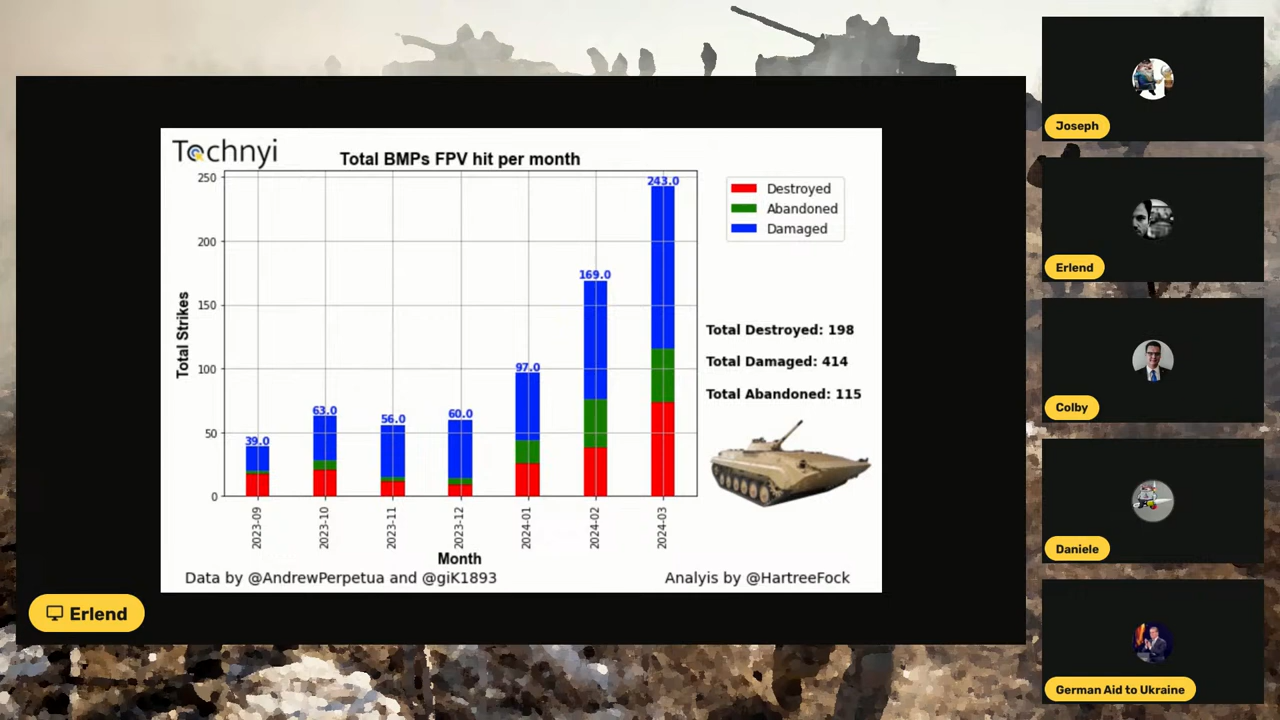 Technyi
Total BMPs FPV hit per month
250
200
150
100
50
0
Total Strikes
39.0
63.0
56.0
60.0
97.0
169.0
243.0
2023-09
2023-10
2023-11
2023-12
2024-01
2024-02
2024-03
Month
Destroyed
Abandoned
Damaged
Total Destroyed: 198
Total Damaged: 414
Total Abandoned: 115
Data by @AndrewPerpetua and @giK1893
Analyis by @HartreeFock
Erlend
Joseph
Erlend
Colby
Daniele
German Aid to Ukraine